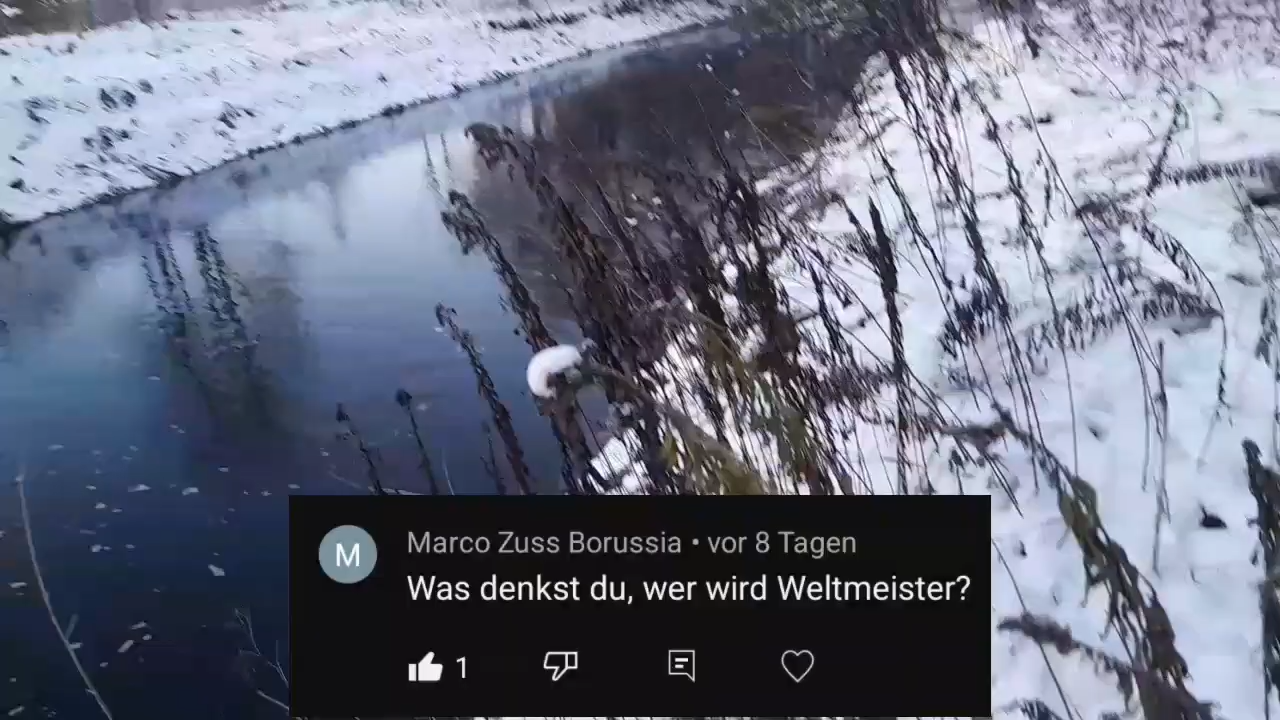 M
Marco Zuss Borussia • vor 8 Tagen
Was denkst du, wer wird Weltmeister?
1